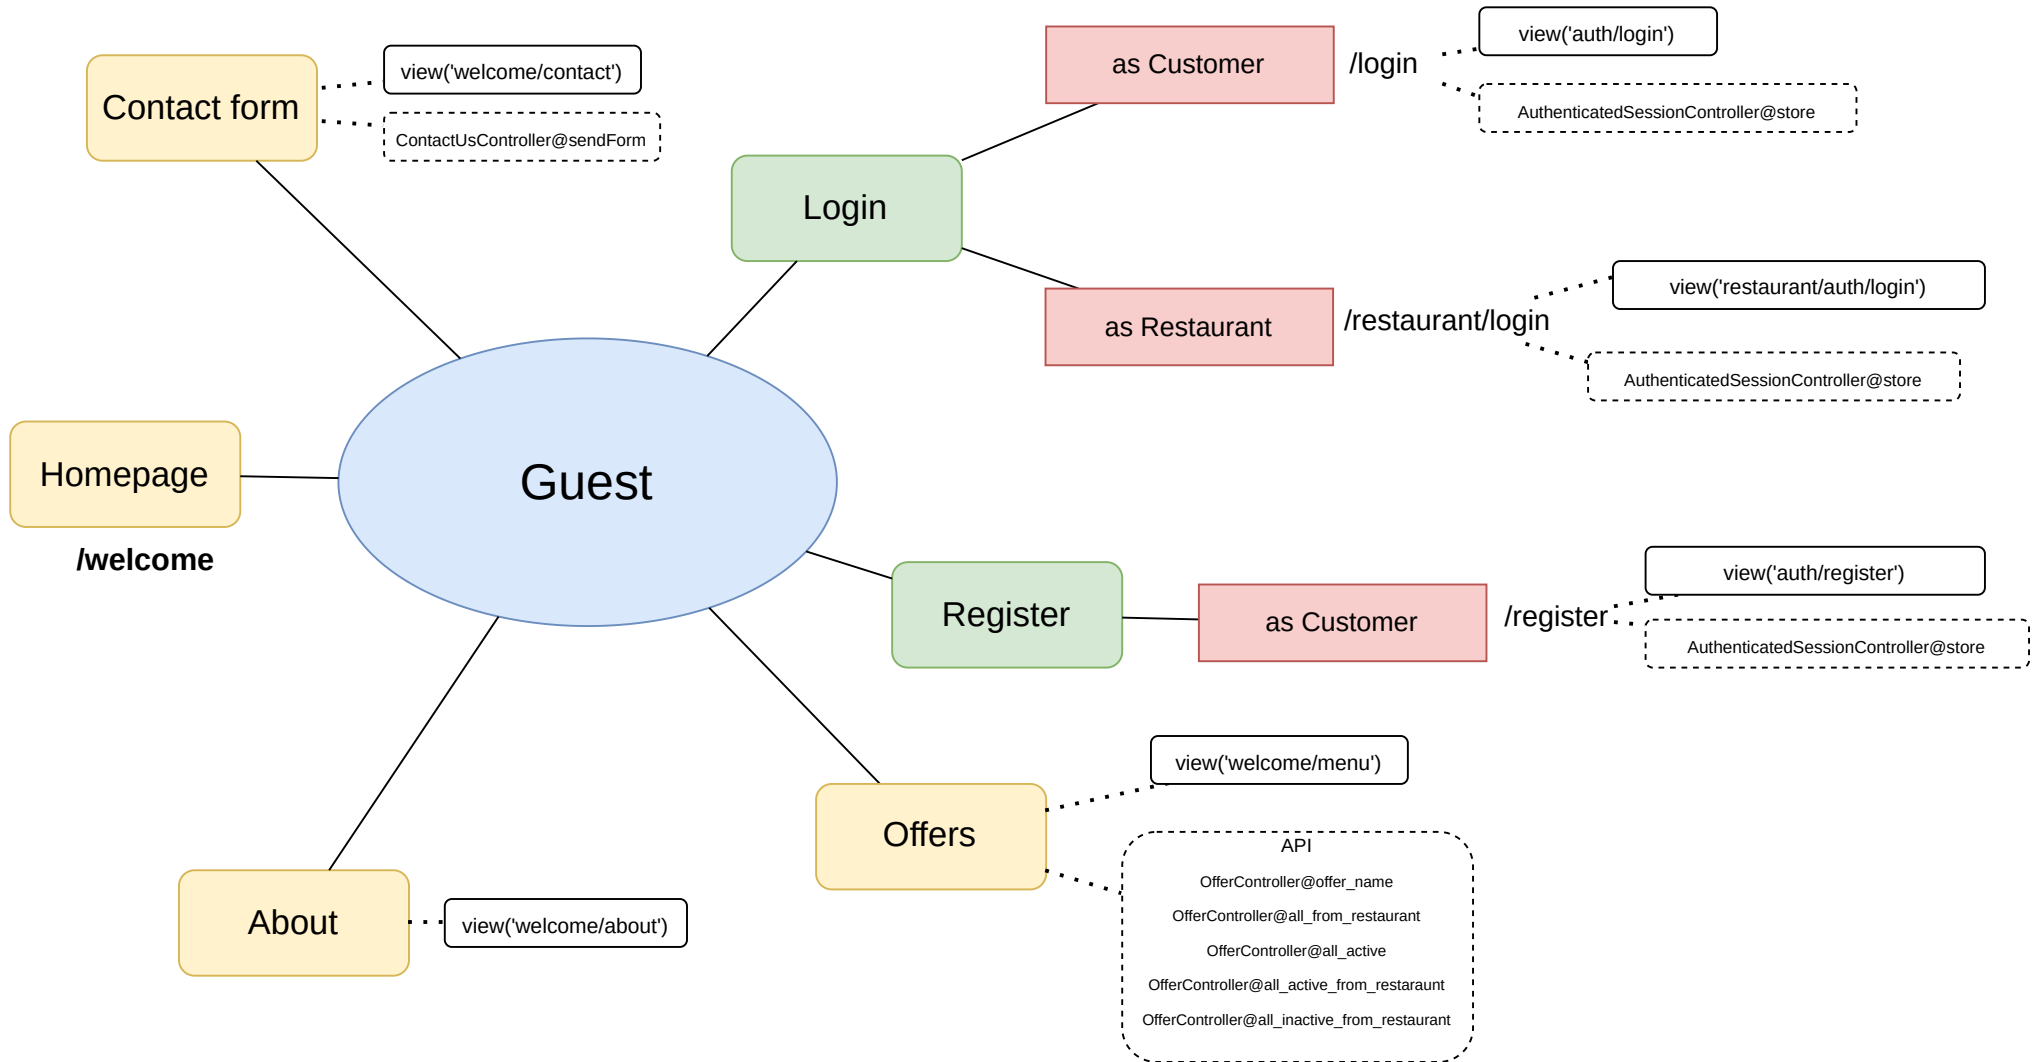 Contact form
view('welcome/contact')
ContactUsController@sendForm
Login
as Customer
/login
view('auth/login')
AuthenticatedSessionController@store
as Restaurant
/restaurant/login
view('restaurant/auth/login')
AuthenticatedSessionController@store
Homepage
/welcome
Guest
Register
as Customer
/register
view('auth/register')
AuthenticatedSessionController@store
Offers
view('welcome/menu')
API
OfferController@offer_name
OfferController@all_from_restaurant
OfferController@all_active
OfferController@all_active_from_restaraunt
OfferController@all_inactive_from_restaurant
About
view('welcome/about')